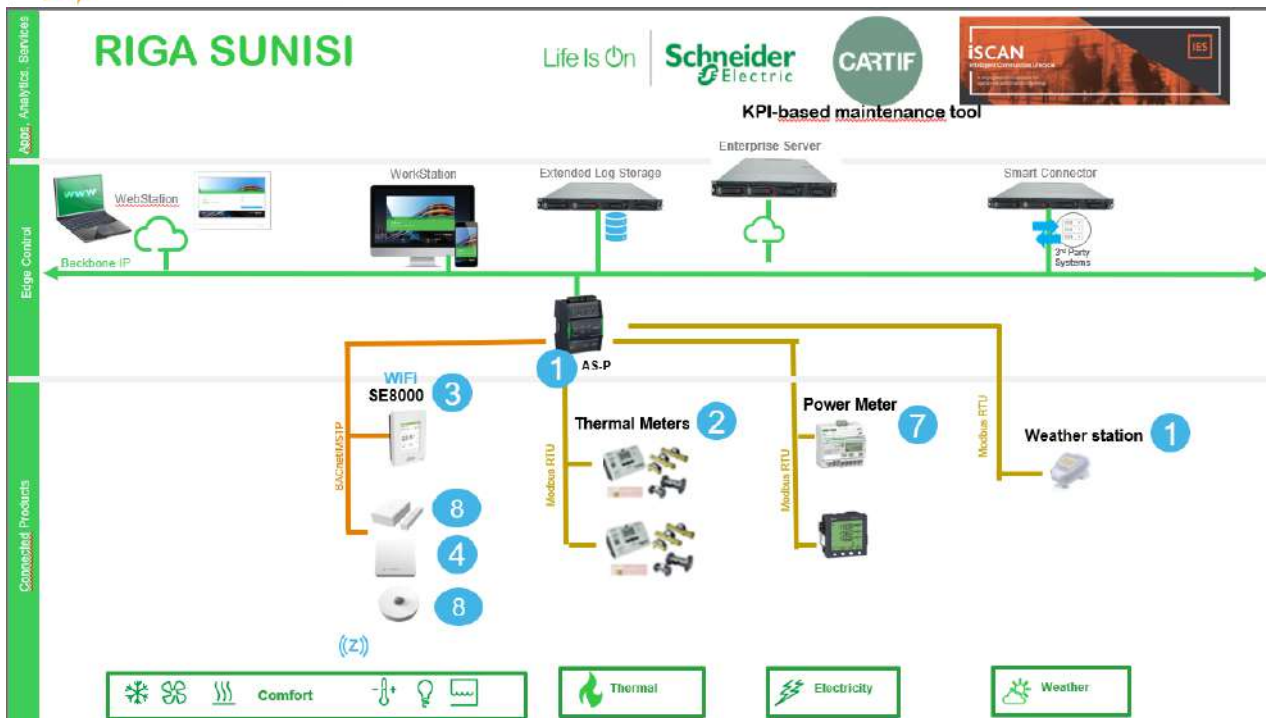 RIGA SUNISI
Life Is On
Schneider
Electric
CARTIF
iSCAN
IES
KPI-based maintenance tool
Apps, Analytics, Services
Edge Control
Connected Products
WWW
WebStation
WorkStation
Extended Log Storage
Enterprise Server
Smart Connector
3rd Party
Systems
Backbone IP
1
AS-P
WiFi
SE8000
3
BACnet/MSTP
8
4
8
((Z))
Thermal Meters
2
Modbus RTU
Power Meter
7
Modbus RTU
Weather station
1
Modbus RTU
Comfort
Thermal
Electricity
Weather